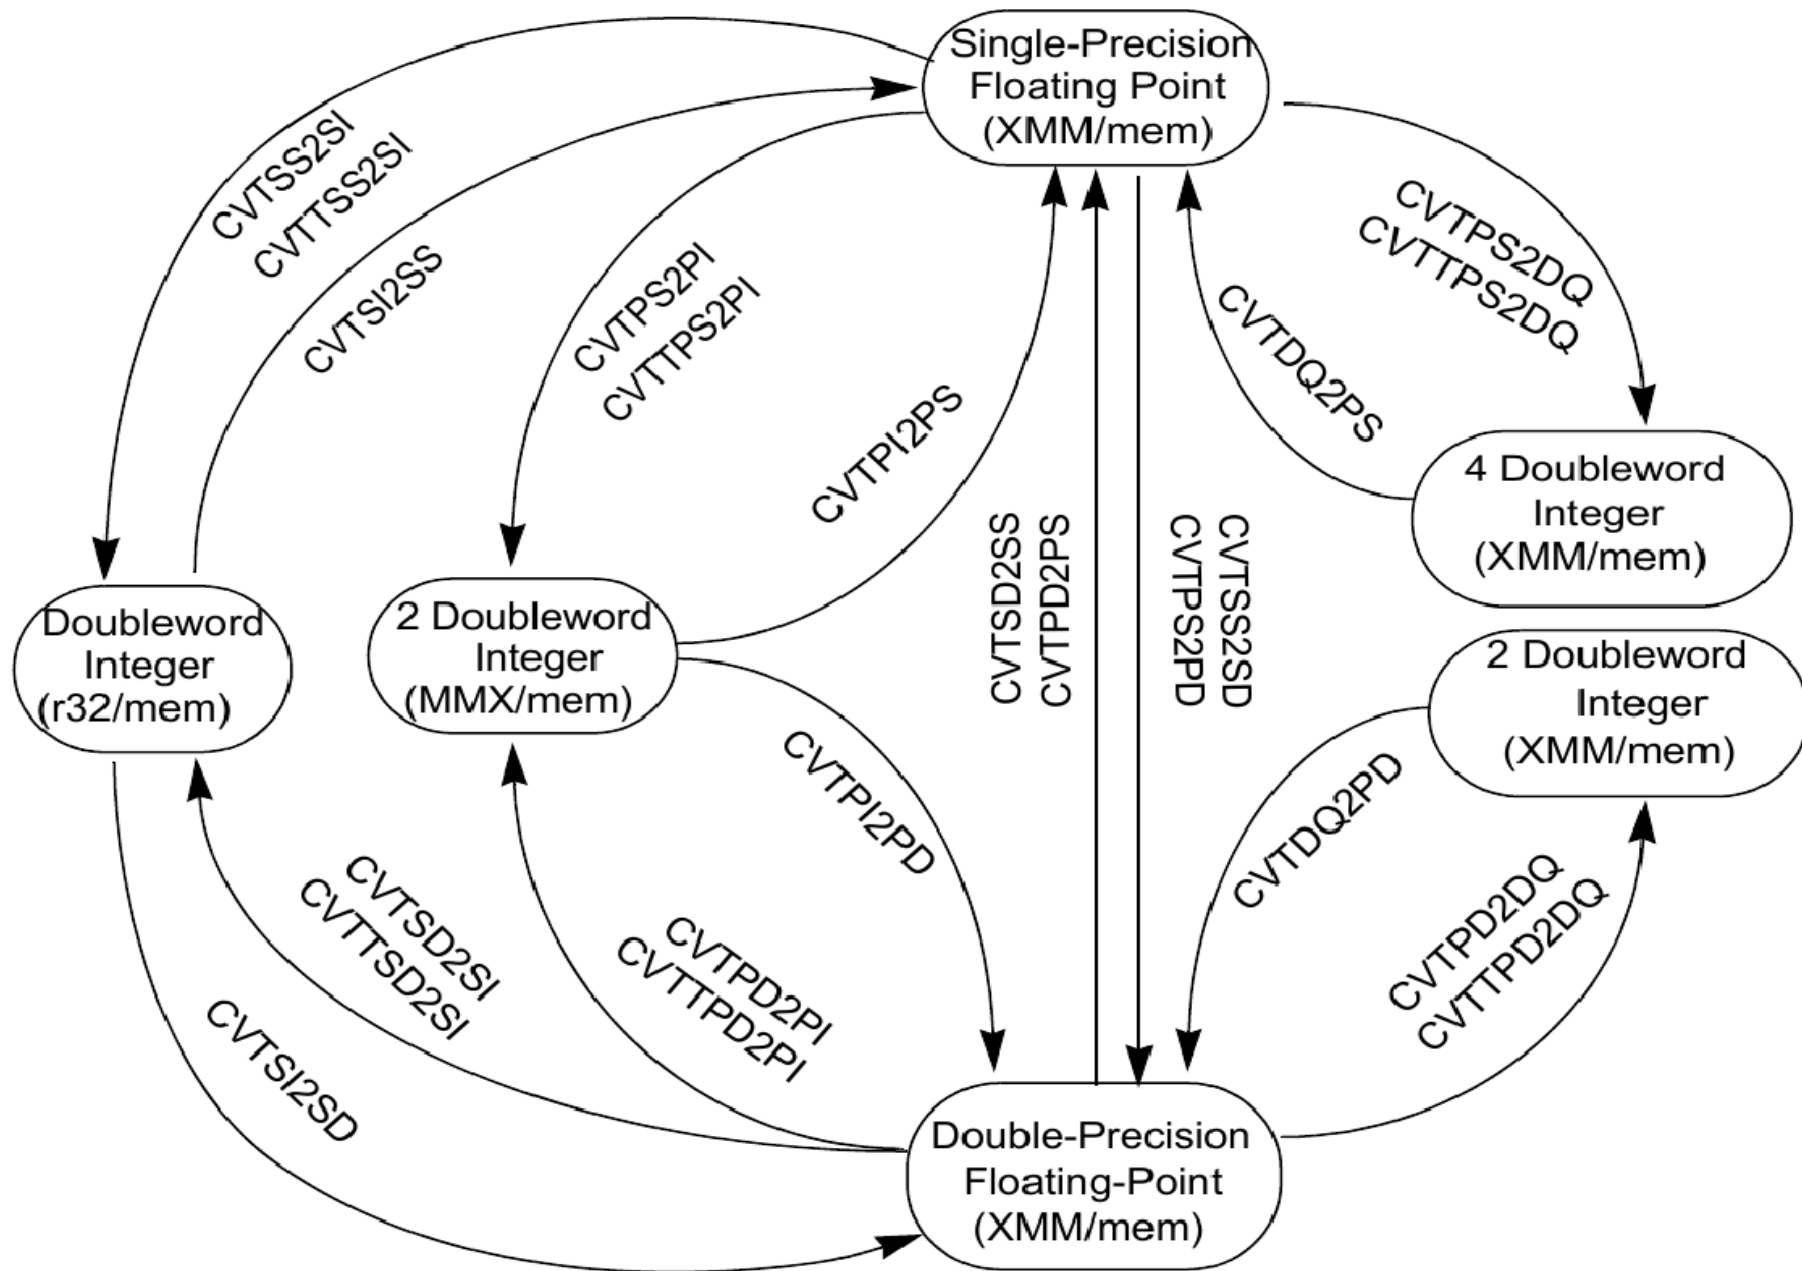 Single-Precision
Floating Point
(XMM/mem)
CVTSS2SI
CVTTSS2SI
CVTSI2SS
CVTPS2PI
CVTTPS2PI
CVTPI2PS
CVTPS2DQ
CVTTPS2DQ
CVTDQ2PS
4 Doubleword
Integer
(XMM/mem)
Doubleword
Integer
(r32/mem)
2 Doubleword
Integer
(MMX/mem)
CVTSD2SS
CVTPD2PS
CVTSS2SD
CVTPS2PD
2 Doubleword
Integer
(XMM/mem)
CVTPI2PD
CVTDQ2PD
CVTSD2SI
CVTTSD2SI
CVTPD2PI
CVTTPD2PI
CVTPD2DQ
CVTTPD2DQ
CVTSI2SD
Double-Precision
Floating-Point
(XMM/mem)